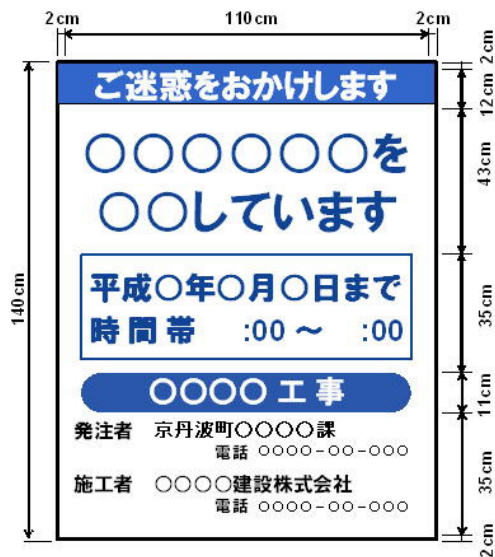 2cm 110cm 2cm
2cm
ご迷惑をおかけします
12cm
○○○○○○を
43cm
○○しています
140cm
平成○年○月○日まで
35cm
時間帯 :00～ :00
○○○○工事
11cm
発注者 京丹波町○○○○課
電話 ○○○○-○○-○○○
35cm
施工者 ○○○○建設株式会社
電話 ○○○○-○○-○○○
2cm